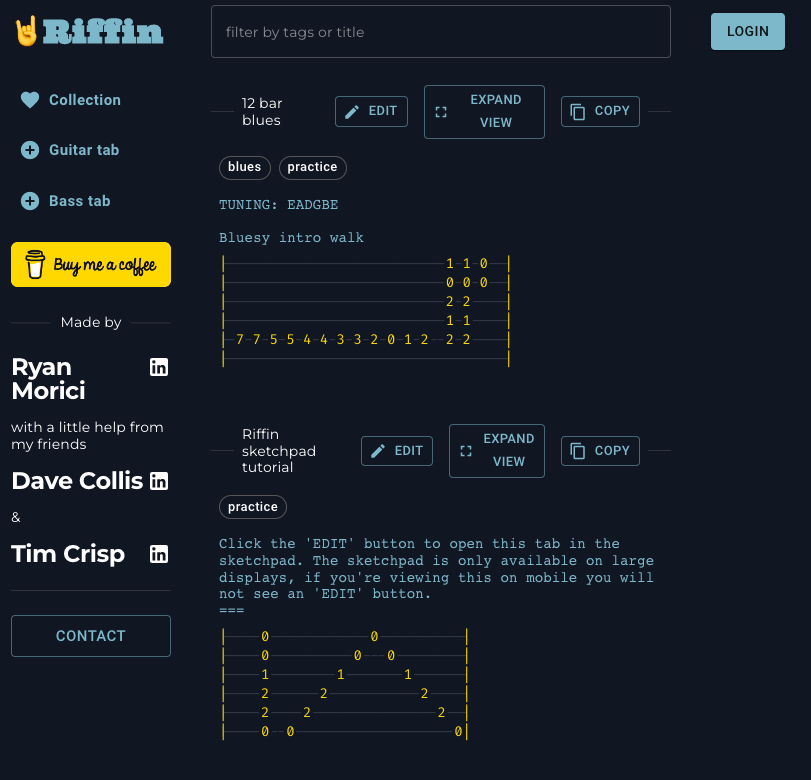 🤘Riffin
filter by tags or title
LOGIN
Collection
Guitar tab
Bass tab
Buy me a coffee
Made by
Ryan
Morici
with a little help from
my friends
Dave Collis
&
Tim Crisp
CONTACT
12 bar
blues
EDIT
EXPAND
VIEW
COPY
blues practice
TUNING: EADGBE
Bluesy intro walk
|--------------------------1-1-0--|
|--------------------------0-0-0--|
|--------------------------2-2----|
|--------------------------1-1----|
|-7-7-5-5-4-4-3-3-2-0-1-2--2-2----|
|---------------------------------|
Riffin
sketchpad
tutorial
EDIT
EXPAND
VIEW
COPY
practice
Click the 'EDIT' button to open this tab in the
sketchpad. The sketchpad is only available on large
displays, if you're viewing this on mobile you will
not see an 'EDIT' button.
===
|----0------------0----------|
|----0----------0---0--------|
|----1--------1-------1------|
|----2------2-----------2----|
|----2----2---------------2--|
|----0--0-------------------0|